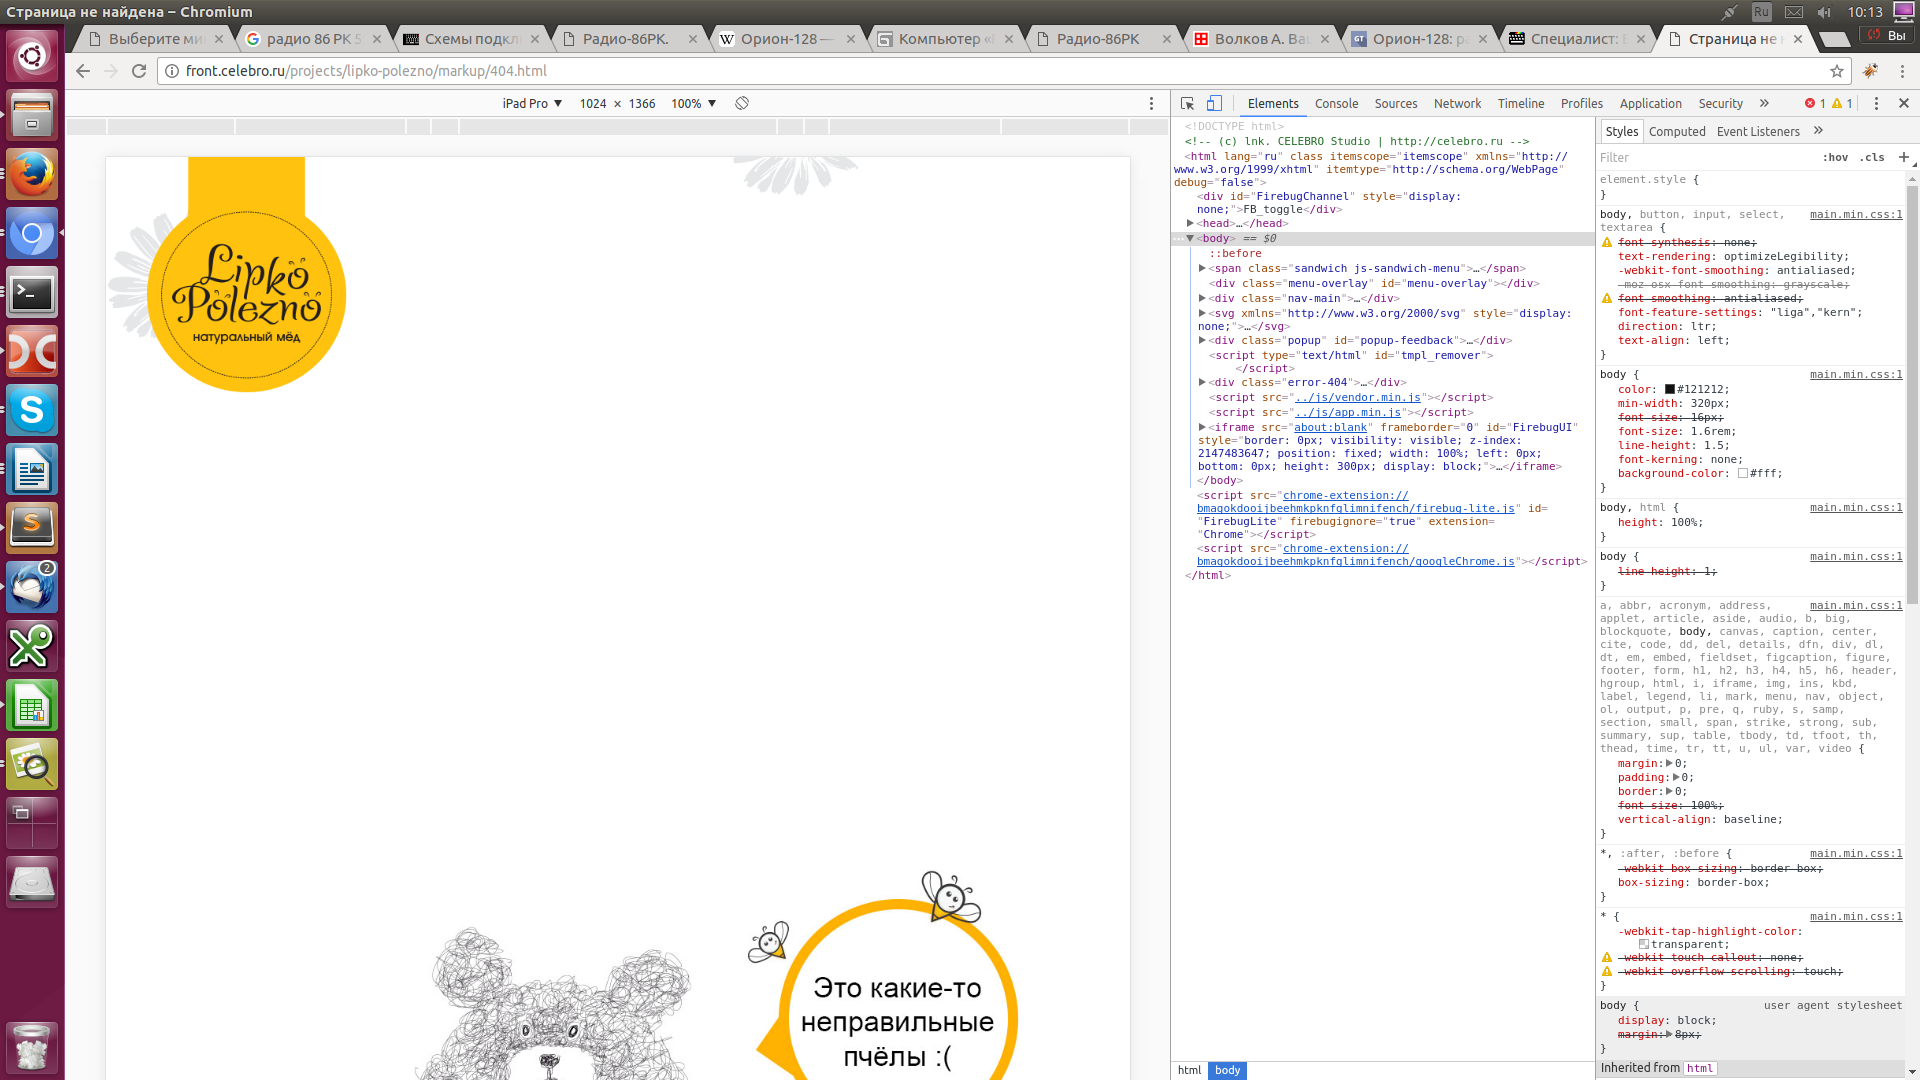 Страница не найдена – Chromium
Ru
10:13
Выберите ми
радио 86 РК 5
Схемы подкл
Радио-86РК.
Орион-128 —
Компьютер «
Радио-86РК
Волков А. Ва
Орион-128: р
Специалист: 
Страница не н
Вы
front.celebro.ru/projects/lipko-polezno/markup/404.html
iPad Pro ▼ 1024 × 1366 100% ▼
Elements Console Sources Network Timeline Profiles Application Security » 1 1
Lipko
Polezno
натуральный мёд
Это какие-то
неправильные
пчёлы :(
2
<!DOCTYPE html>
<!-- (c) lnk. CELEBRO Studio | http://celebro.ru -->
<html lang="ru" class itemscope="itemscope" xmlns="http://
www.w3.org/1999/xhtml" itemtype="http://schema.org/WebPage"
debug="false">
<div id="FirebugChannel" style="display:
none;">FB_toggle</div>
▶<head>…</head>
…▼<body> == $0
::before
▶<span class="sandwich js-sandwich-menu">…</span>
<div class="menu-overlay" id="menu-overlay"></div>
▶<div class="nav-main">…</div>
▶<svg xmlns="http://www.w3.org/2000/svg" style="display:
none;">…</svg>
▶<div class="popup" id="popup-feedback">…</div>
<script type="text/html" id="tmpl_remover">
</script>
▶<div class="error-404">…</div>
<script src="../js/vendor.min.js"></script>
<script src="../js/app.min.js"></script>
▶<iframe src="about:blank" frameborder="0" id="FirebugUI"
style="border: 0px; visibility: visible; z-index:
2147483647; position: fixed; width: 100%; left: 0px;
bottom: 0px; height: 300px; display: block;">…</iframe>
</body>
<script src="chrome-extension://
bmagokdooijbeehmkpknfglimnifench/firebug-lite.js" id=
"FirebugLite" firebugignore="true" extension=
"Chrome"></script>
<script src="chrome-extension://
bmagokdooijbeehmkpknfglimnifench/googleChrome.js"></script>
</html>
html body
Styles Computed Event Listeners »
Filter :hov .cls +
element.style {
}
body, button, input, select, main.min.css:1
textarea {
font-synthesis: none;
text-rendering: optimizeLegibility;
-webkit-font-smoothing: antialiased;
-moz-osx-font-smoothing: grayscale;
font-smoothing: antialiased;
font-feature-settings: "liga","kern";
direction: ltr;
text-align: left;
}
body { main.min.css:1
color: #121212;
min-width: 320px;
font-size: 16px;
font-size: 1.6rem;
line-height: 1.5;
font-kerning: none;
background-color: #fff;
}
body, html { main.min.css:1
height: 100%;
}
body { main.min.css:1
line-height: 1;
}
a, abbr, acronym, address, main.min.css:1
applet, article, aside, audio, b, big,
blockquote, body, canvas, caption, center,
cite, code, dd, del, details, dfn, div, dl,
dt, em, embed, fieldset, figcaption, figure,
footer, form, h1, h2, h3, h4, h5, h6, header,
hgroup, html, i, iframe, img, ins, kbd,
label, legend, li, mark, menu, nav, object,
ol, output, p, pre, q, ruby, s, samp,
section, small, span, strike, strong, sub,
summary, sup, table, tbody, td, tfoot, th,
thead, time, tr, tt, u, ul, var, video {
margin:▶0;
padding:▶0;
border:▶0;
font-size: 100%;
vertical-align: baseline;
}
*, :after, :before { main.min.css:1
-webkit-box-sizing: border-box;
box-sizing: border-box;
}
* { main.min.css:1
-webkit-tap-highlight-color:
transparent;
-webkit-touch-callout: none;
-webkit-overflow-scrolling: touch;
}
body { user agent stylesheet
display: block;
margin:▶8px;
}
Inherited from html